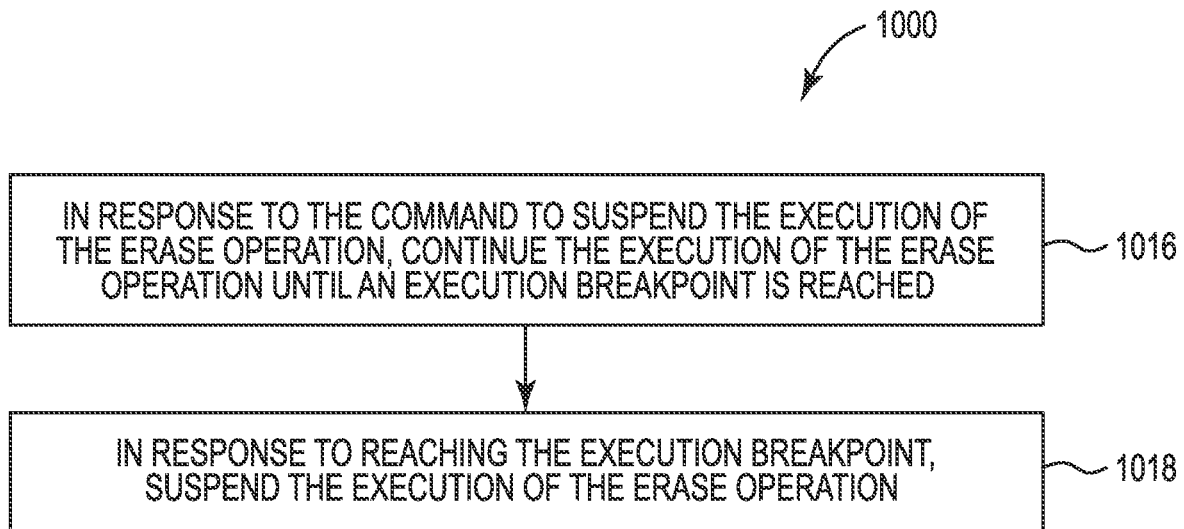 1000
IN RESPONSE TO THE COMMAND TO SUSPEND THE EXECUTION OF
THE ERASE OPERATION, CONTINUE THE EXECUTION OF THE ERASE
OPERATION UNTIL AN EXECUTION BREAKPOINT IS REACHED
1016
IN RESPONSE TO REACHING THE EXECUTION BREAKPOINT,
SUSPEND THE EXECUTION OF THE ERASE OPERATION
1018